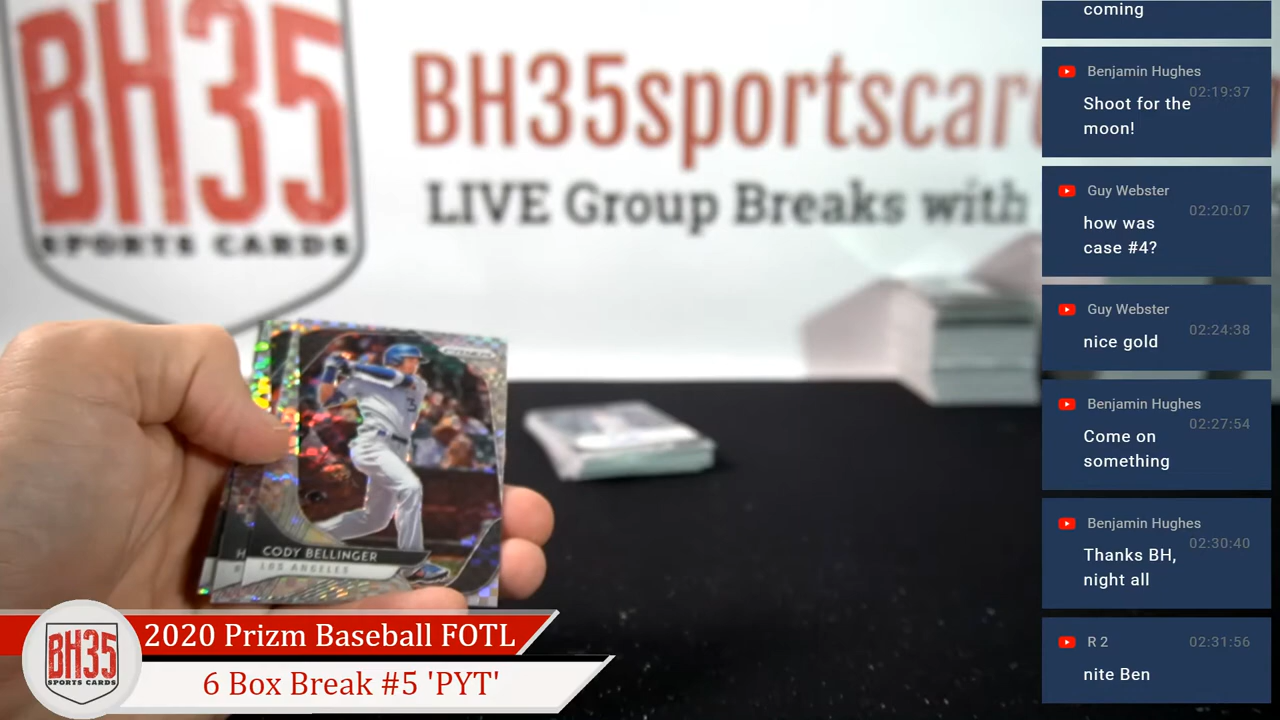 BH35
SPORTS CARDS
BH35sportscar
LIVE Group Breaks with
PRIZM
CODY BELLINGER
LOS ANGELES
BH35
SPORTS CARDS
2020 Prizm Baseball FOTL
6 Box Break #5 'PYT'
coming
Benjamin Hughes
02:19:37
Shoot for the
moon!
Guy Webster
02:20:07
how was
case #4?
Guy Webster
02:24:38
nice gold
Benjamin Hughes
02:27:54
Come on
something
Benjamin Hughes
02:30:40
Thanks BH,
night all
R 2
02:31:56
nite Ben